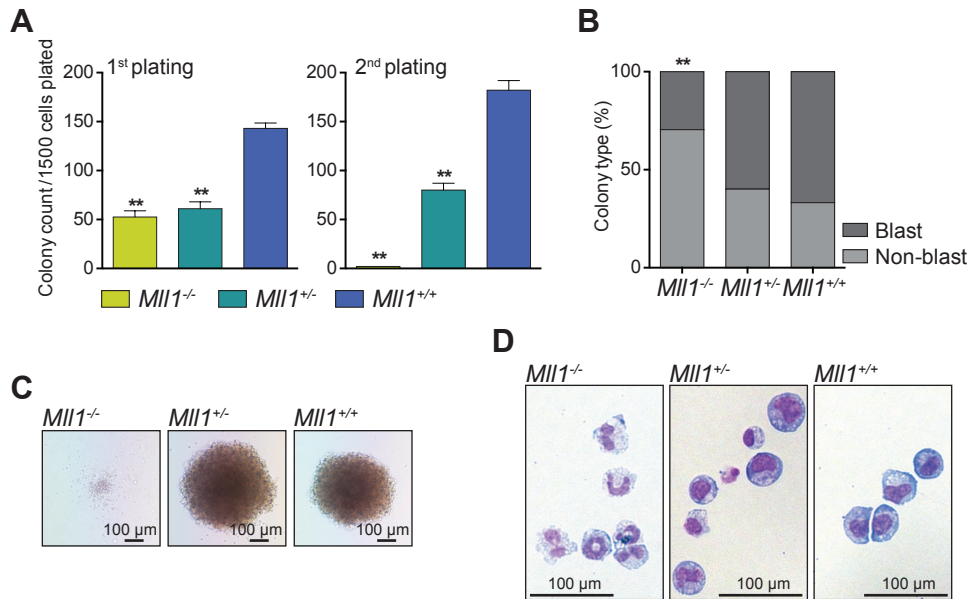 A
B
1st plating
2nd plating
Colony count/1500 cells plated
200
150
100
50
0
**
**
200
150
100
50
0
**
**
Mll1-/-
Mll1+/-
Mll1+/+
Colony type (%)
100
50
0
**
Blast
Non-blast
Mll1-/-
Mll1+/-
Mll1+/+
C
Mll1-/-
Mll1+/-
Mll1+/+
100 µm
100 µm
100 µm
D
Mll1-/-
Mll1+/-
Mll1+/+
100 µm
100 µm
100 µm